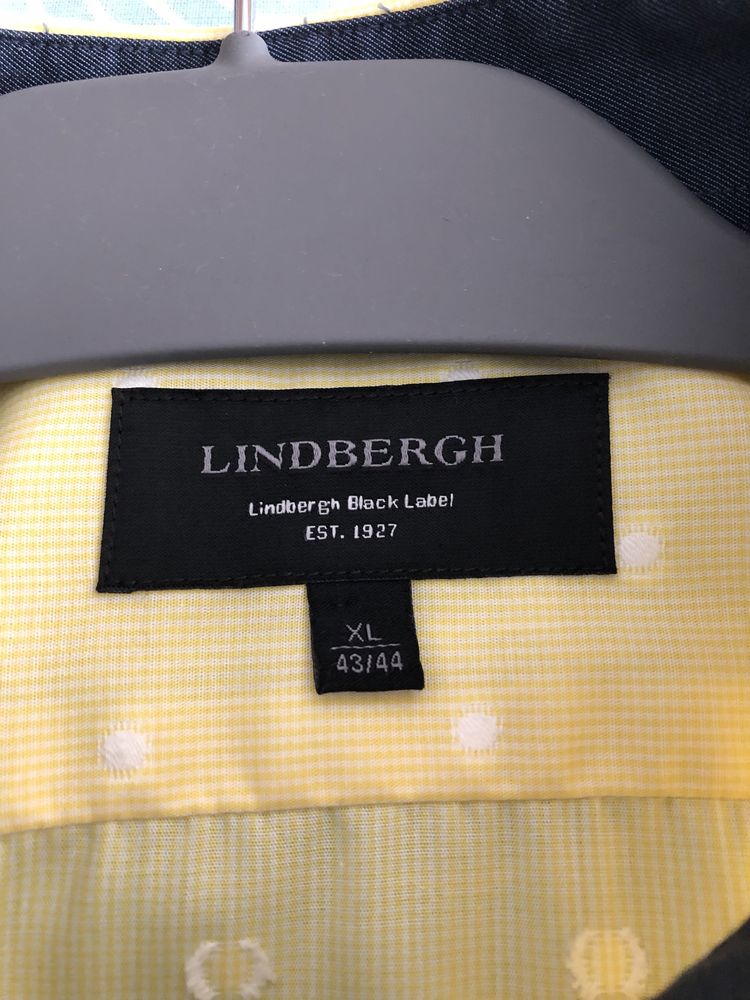 LINDBERGH
Lindbergh Black Label
EST. 1927
XL
43/44